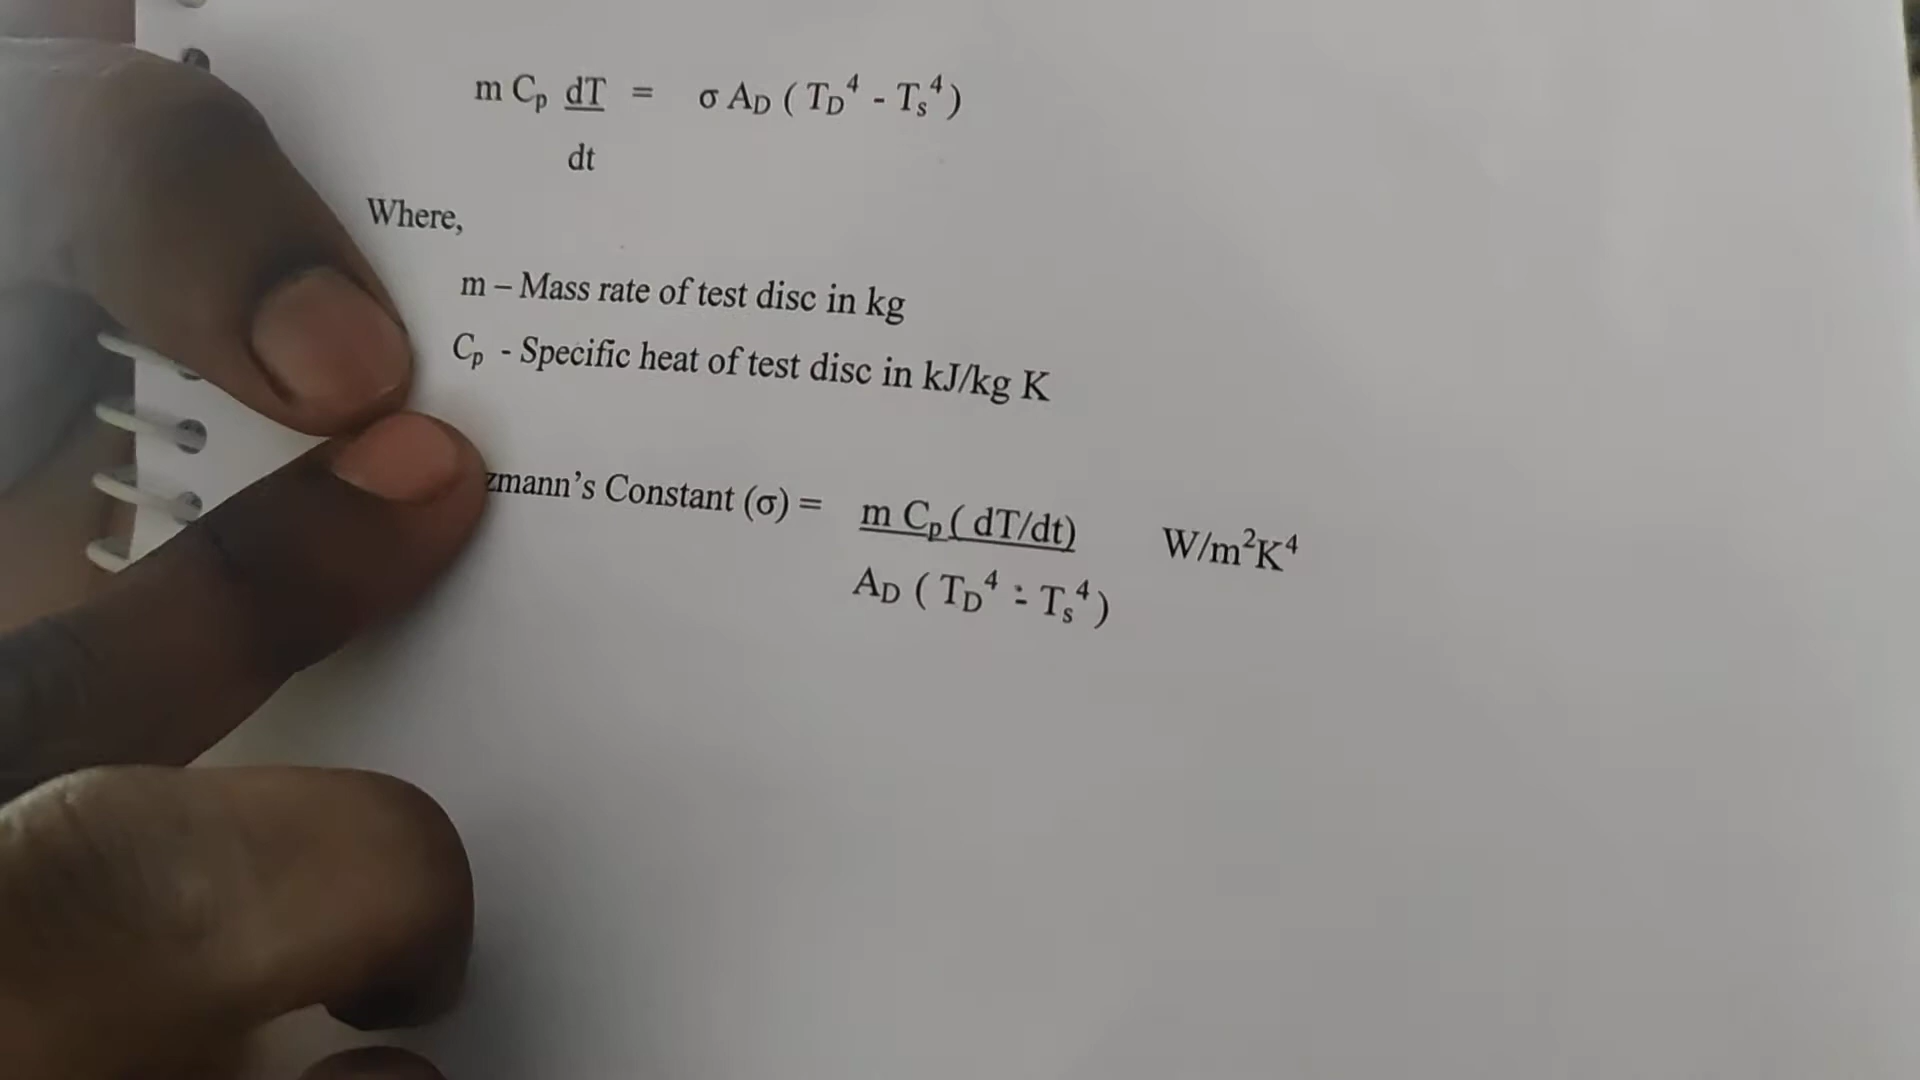 m Cp dT = σ AD ( TD⁴ - Ts⁴ )
dt
Where,
m – Mass rate of test disc in kg
Cp - Specific heat of test disc in kJ/kg K
zmann’s Constant (σ) = m Cp ( dT/dt) W/m²K⁴
AD ( TD⁴ - Ts⁴ )